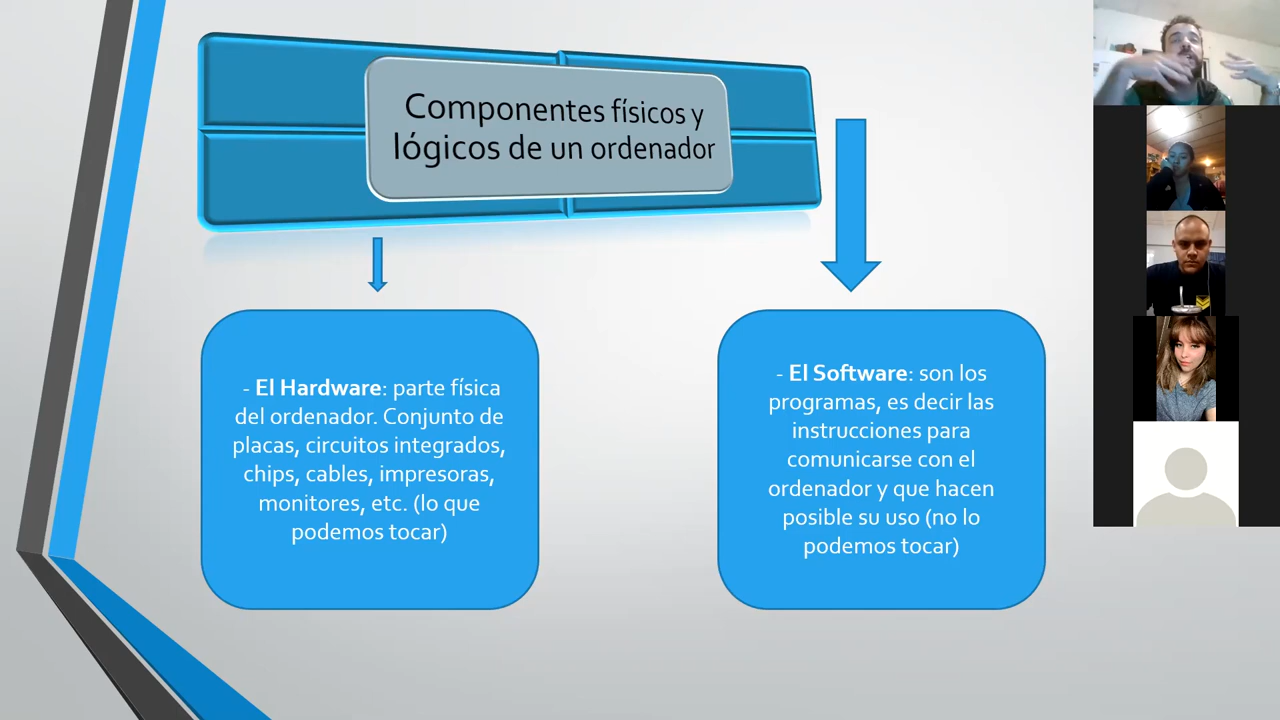 Componentes físicos y
lógicos de un ordenador
- El Hardware: parte física
del ordenador. Conjunto de
placas, circuitos integrados,
chips, cables, impresoras,
monitores, etc. (lo que
podemos tocar)
- El Software: son los
programas, es decir las
instrucciones para
comunicarse con el
ordenador y que hacen
posible su uso (no lo
podemos tocar)